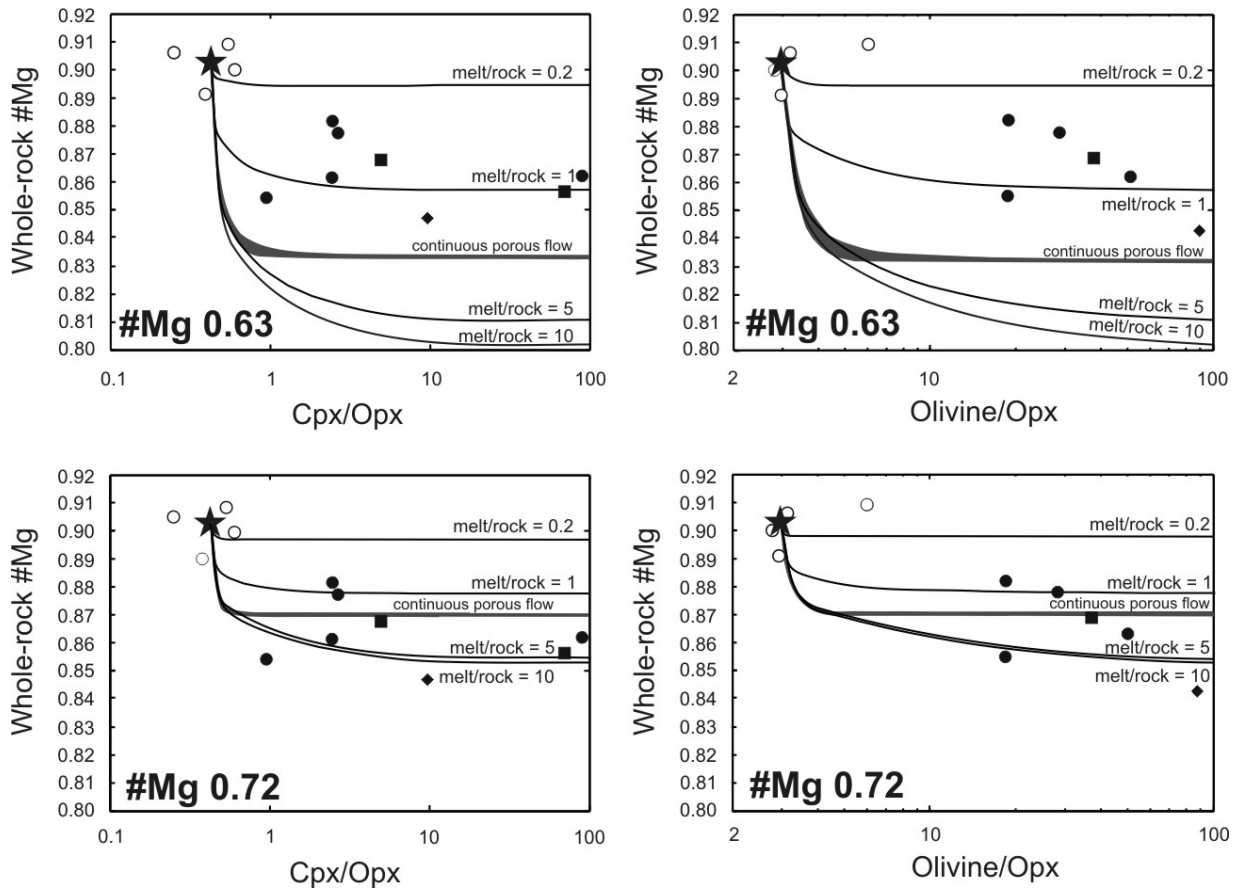 0.92
0.91
0.90
0.89
0.88
0.87
0.86
0.85
0.84
0.83
0.82
0.81
0.80
Whole-rock #Mg
melt/rock = 0.2
melt/rock = 1
continuous porous flow
melt/rock = 5
melt/rock = 10
#Mg 0.63
0.1
1
10
100
Cpx/Opx
0.92
0.91
0.90
0.89
0.88
0.87
0.86
0.85
0.84
0.83
0.82
0.81
0.80
Whole-rock #Mg
melt/rock = 0.2
melt/rock = 1
continuous porous flow
melt/rock = 5
melt/rock = 10
#Mg 0.63
2
10
100
Olivine/Opx
0.92
0.91
0.90
0.89
0.88
0.87
0.86
0.85
0.84
0.83
0.82
0.81
0.80
Whole-rock #Mg
melt/rock = 0.2
melt/rock = 1
continuous porous flow
melt/rock = 5
melt/rock = 10
#Mg 0.72
0.1
1
10
100
Cpx/Opx
0.92
0.91
0.90
0.89
0.88
0.87
0.86
0.85
0.84
0.83
0.82
0.81
0.80
Whole-rock #Mg
melt/rock = 0.2
melt/rock = 1
continuous porous flow
melt/rock = 5
melt/rock = 10
#Mg 0.72
2
10
100
Olivine/Opx